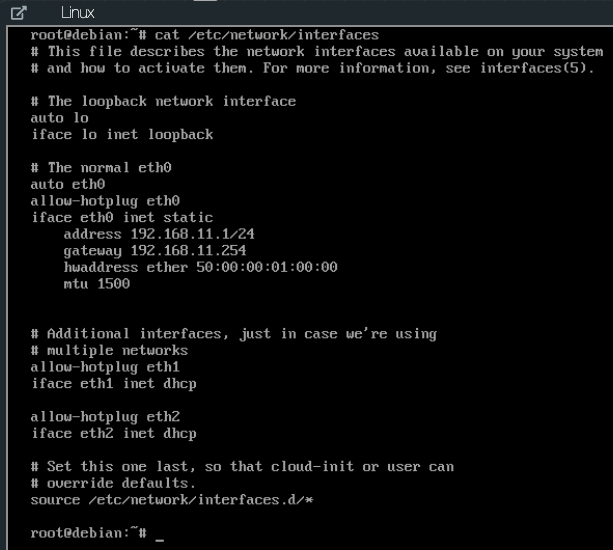 Linux
root@debian:~# cat /etc/network/interfaces
# This file describes the network interfaces available on your system
# and how to activate them. For more information, see interfaces(5).
# The loopback network interface
auto lo
iface lo inet loopback
# The normal eth0
auto eth0
allow-hotplug eth0
iface eth0 inet static
address 192.168.11.1/24
gateway 192.168.11.254
hwaddress ether 50:00:00:01:00:00
mtu 1500
# Additional interfaces, just in case we're using
# multiple networks
allow-hotplug eth1
iface eth1 inet dhcp
allow-hotplug eth2
iface eth2 inet dhcp
# Set this one last, so that cloud-init or user can
# override defaults.
source /etc/network/interfaces.d/*
root@debian:~# _